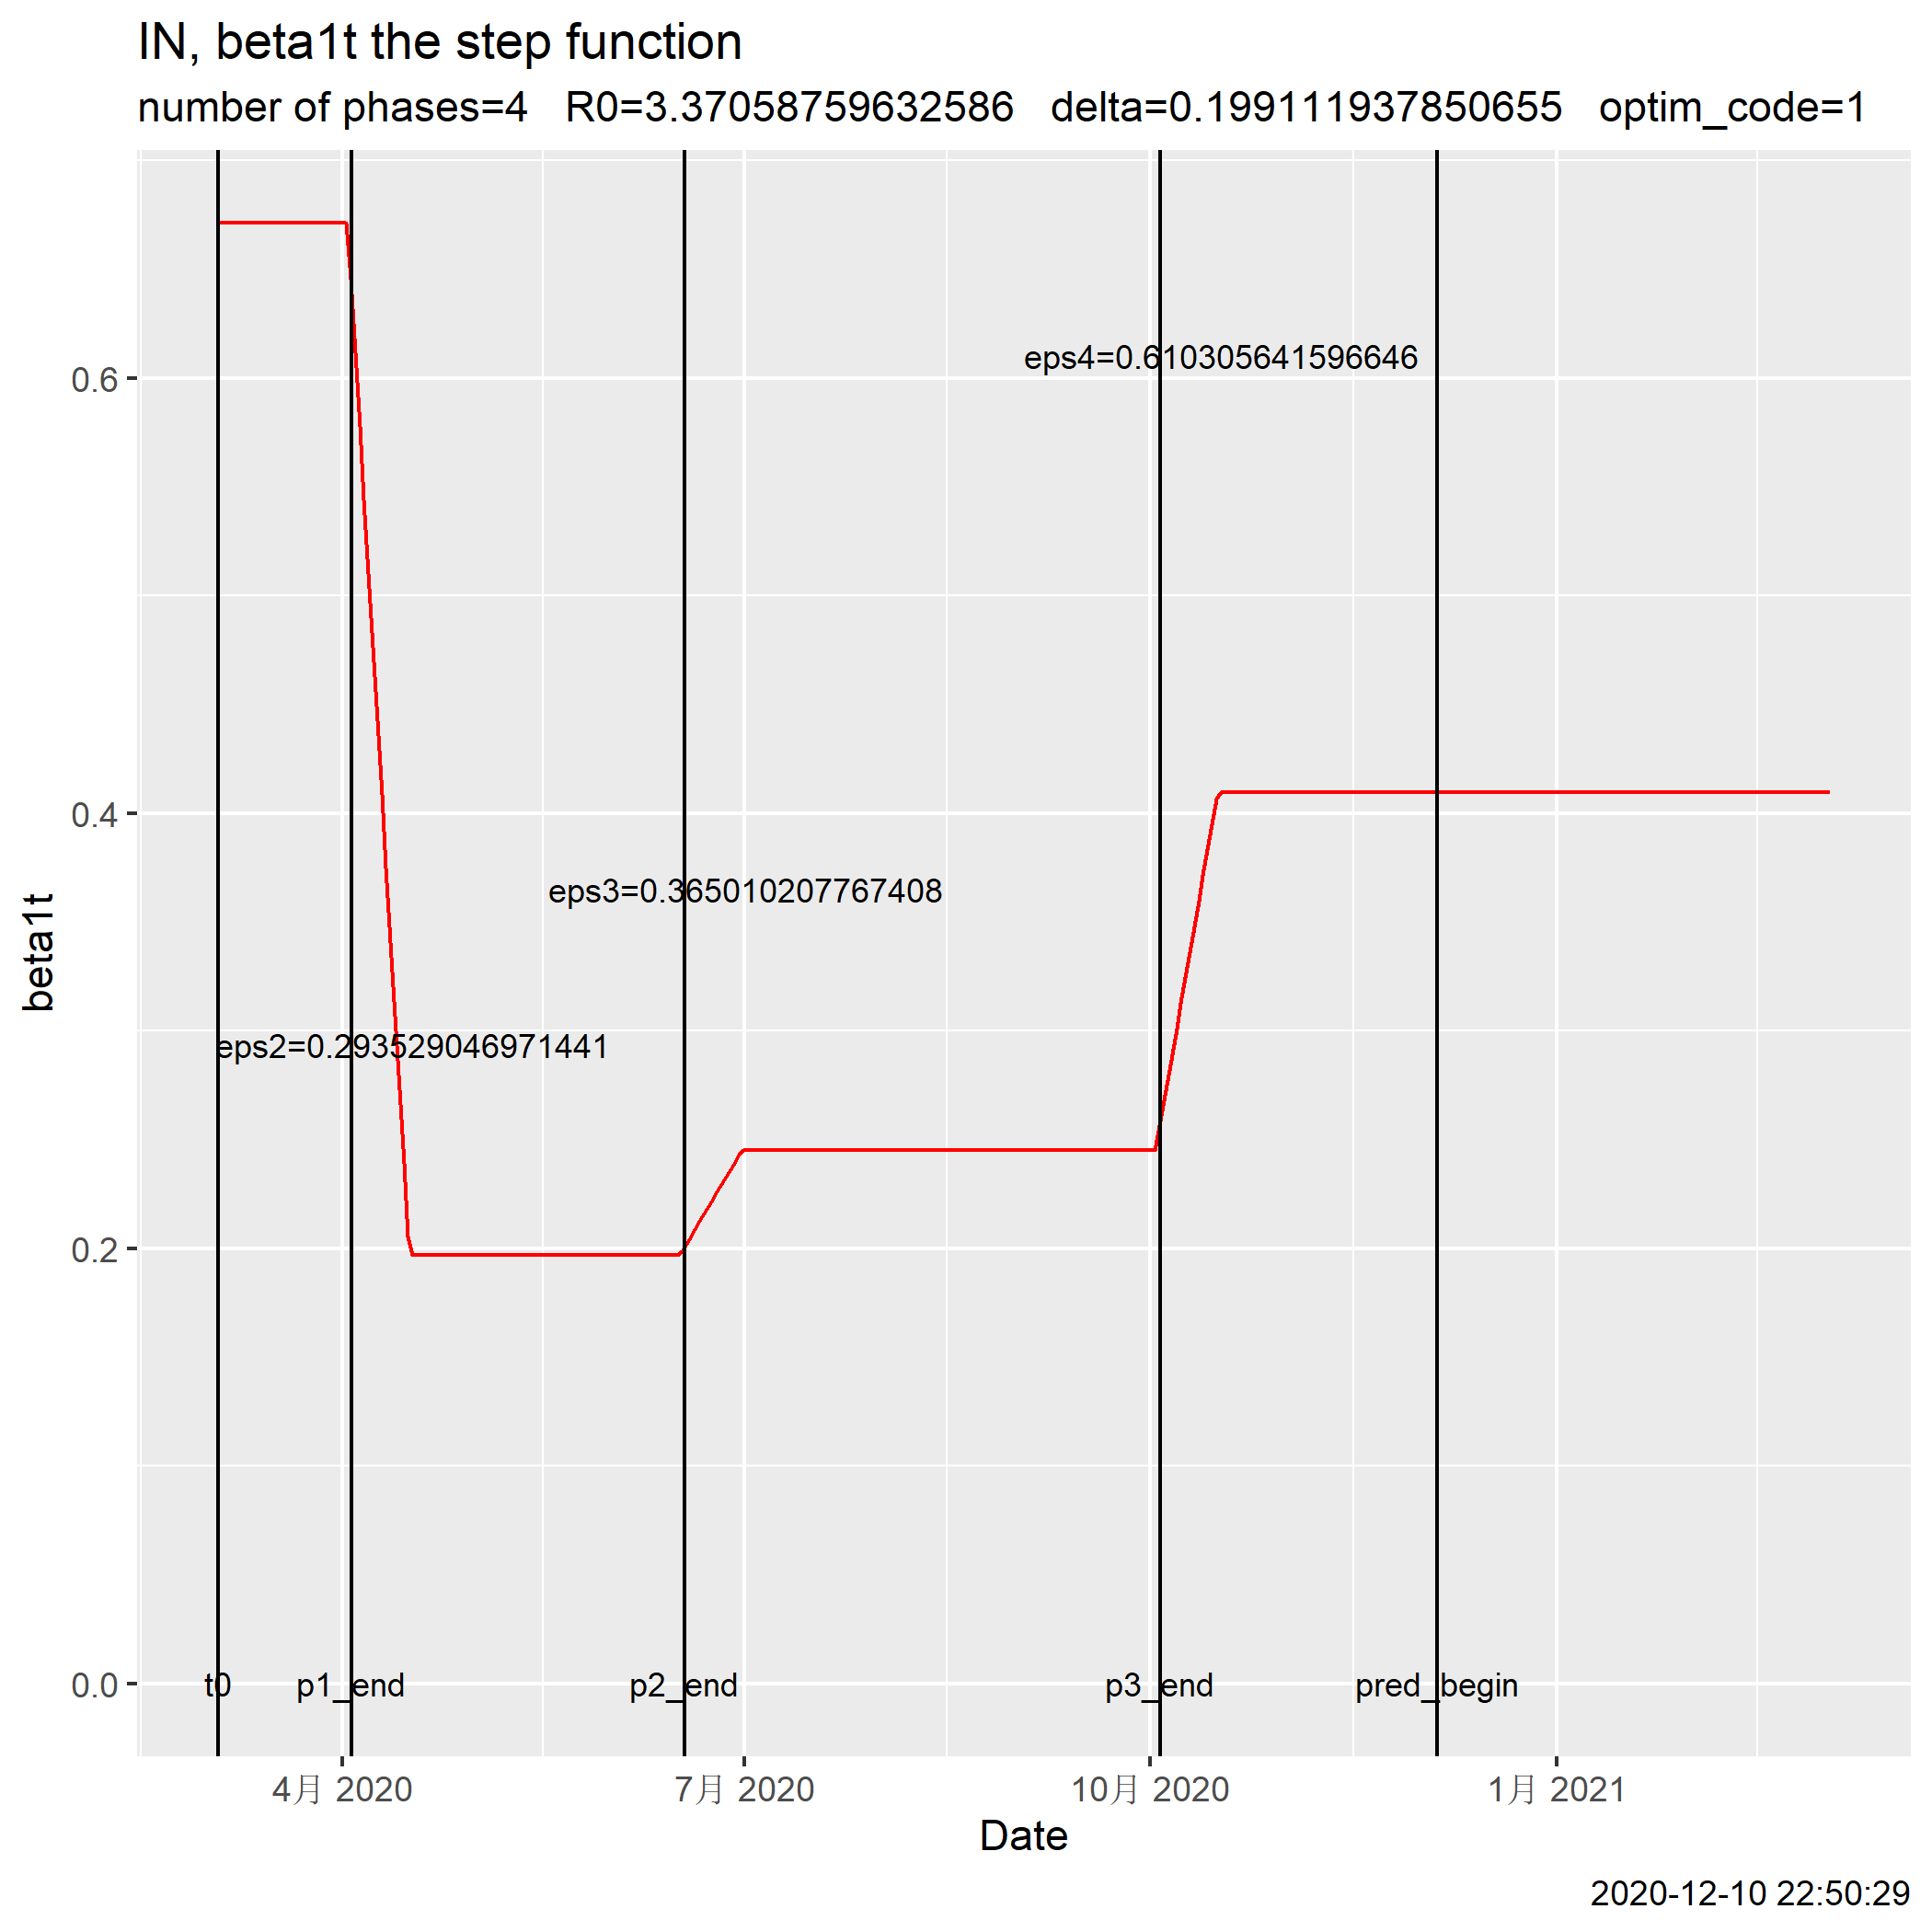 IN, beta1t the step function
number of phases=4   R0=3.37058759632586   delta=0.199111937850655   optim_code=1
eps4=0.610305641596646
0.6
0.4
eps3=0.365010207767408
beta1t
eps2=0.293529046971441
0.2
0.0
t0 p1_end p2_end p3_end pred_begin
4月 2020 7月 2020 10月 2020 1月 2021
Date
2020-12-10 22:50:29